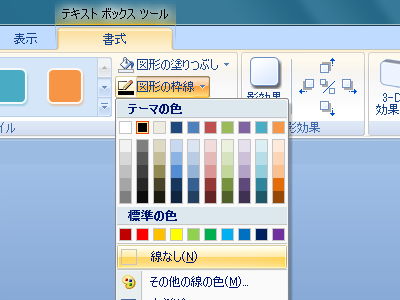 テキスト ボックス ツール
表示
書式
図形の塗りつぶし
図形の枠線
影効果
3-D
効果
イル
影効果
テーマの色
標準の色
線なし(N)
その他の線の色(M)...